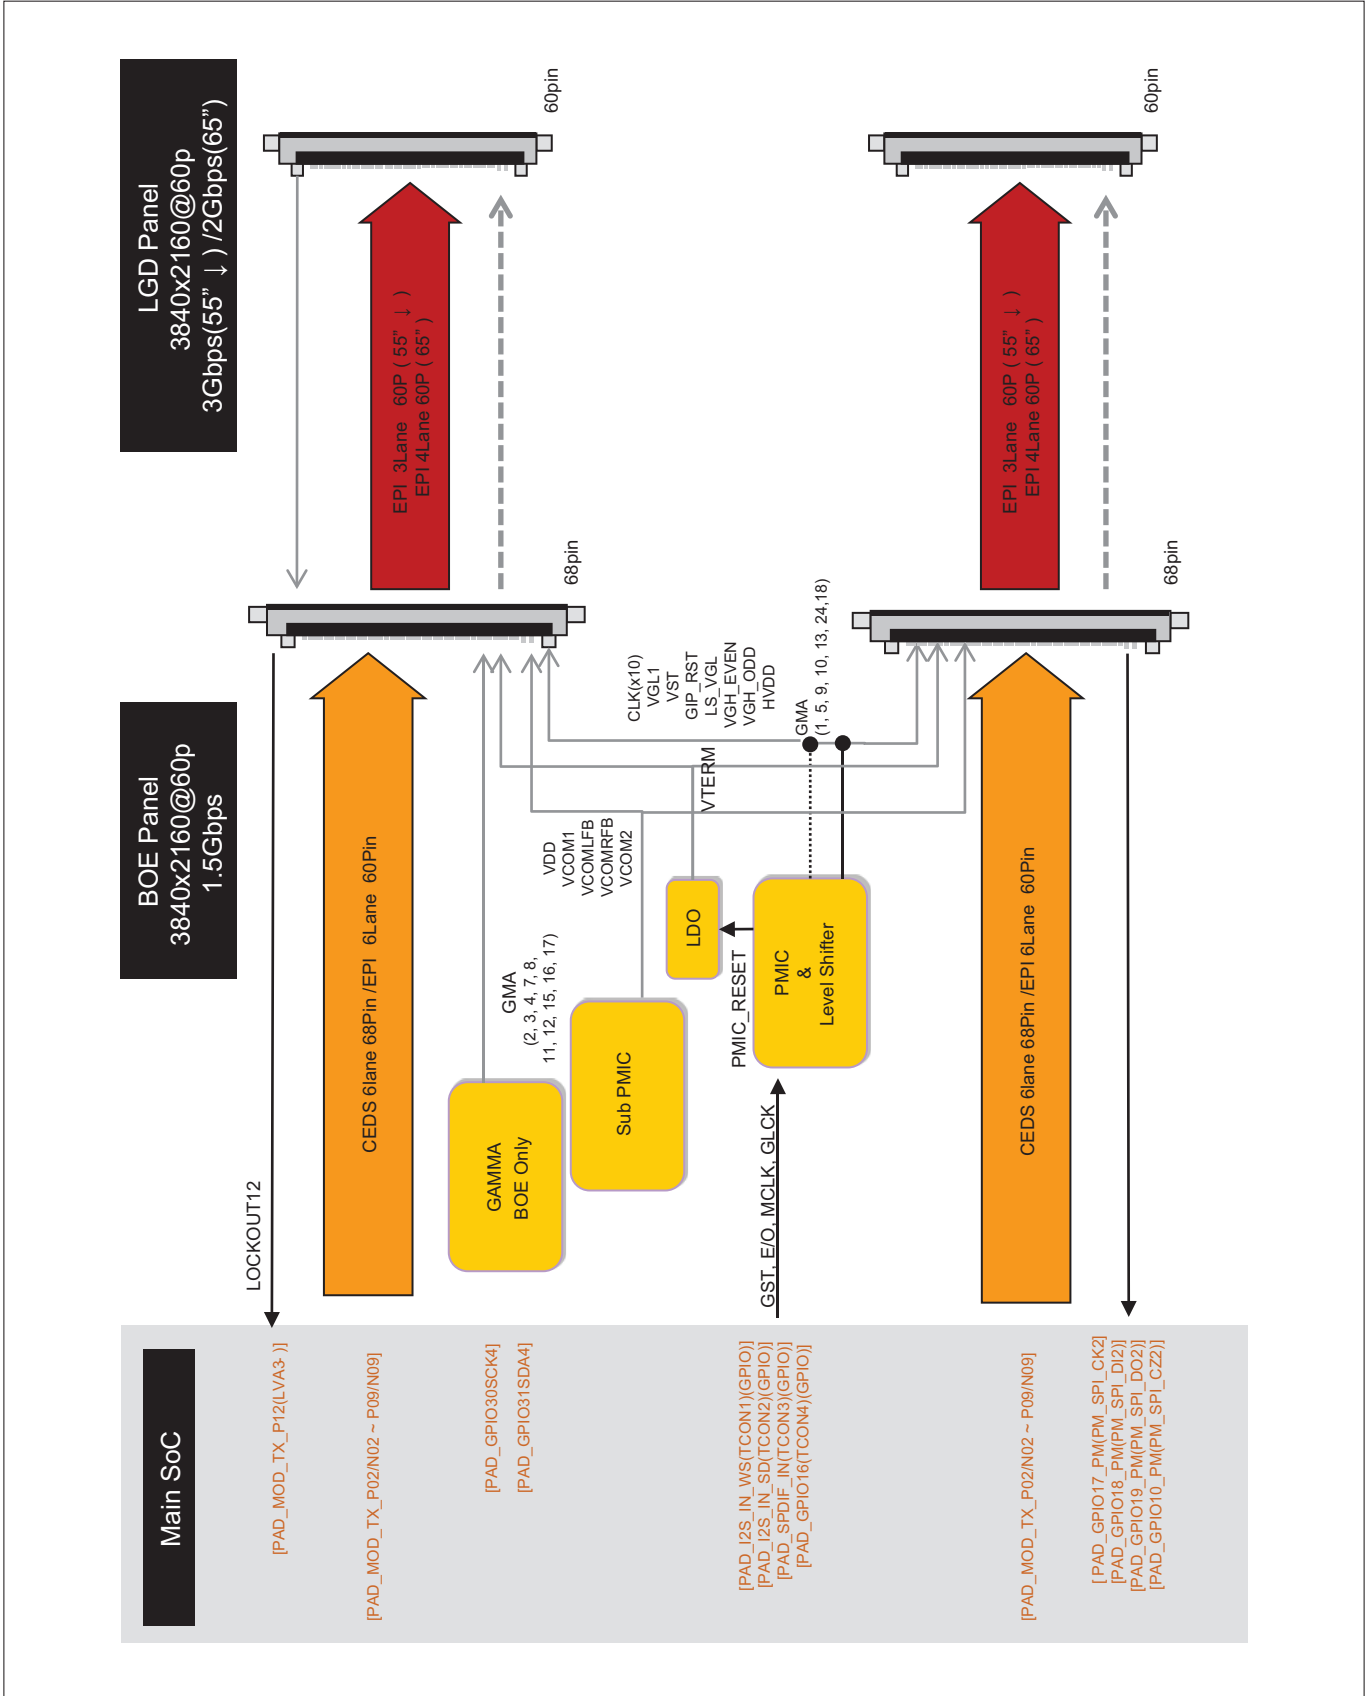 Main SoC
BOE Panel
3840x2160@60p
1.5Gbps
LGD Panel
3840x2160@60p
3Gbps(55” ↓ ) /2Gbps(65”)
[PAD_MOD_TX_P12(LVA3- )]
LOCKOUT12
[PAD_MOD_TX_P02/N02 ~ P09/N09]
CEDS 6lane 68Pin /EPI 6Lane 60Pin
EPI 3Lane 60P ( 55” ↓ )
EPI 4Lane 60P ( 65” )
60pin
68pin
[PAD_GPIO30SCK4]
[PAD_GPIO31SDA4]
GAMMA
BOE Only
GMA
(2, 3, 4, 7, 8,
11, 12, 15, 16, 17)
Sub PMIC
VDD
VCOM1
VCOMLFB
VCOMRFB
VCOM2
LDO
VTERM
CLK(x10)
VGL1
VST
GIP_RST
LS_VGL
VGH_EVEN
VGH_ODD
HVDD
GMA
(1, 5, 9, 10, 13, 24,18)
PMIC_RESET
PMIC
&
Level Shifter
GST, E/O, MCLK, GLCK
[PAD_I2S_IN_WS(TCON1)(GPIO)]
[PAD_I2S_IN_SD(TCON2)(GPIO)]
[PAD_SPDIF_IN(TCON3)(GPIO)]
[PAD_GPIO16(TCON4)(GPIO)]
[PAD_MOD_TX_P02/N02 ~ P09/N09]
CEDS 6lane 68Pin /EPI 6Lane 60Pin
EPI 3Lane 60P ( 55” ↓ )
EPI 4Lane 60P ( 65” )
60pin
68pin
[ PAD_GPIO17_PM(PM_SPI_CK2]
[PAD_GPIO18_PM(PM_SPI_DI2)]
[PAD_GPIO19_PM(PM_SPI_DO2)]
[PAD_GPIO10_PM(PM_SPI_CZ2)]